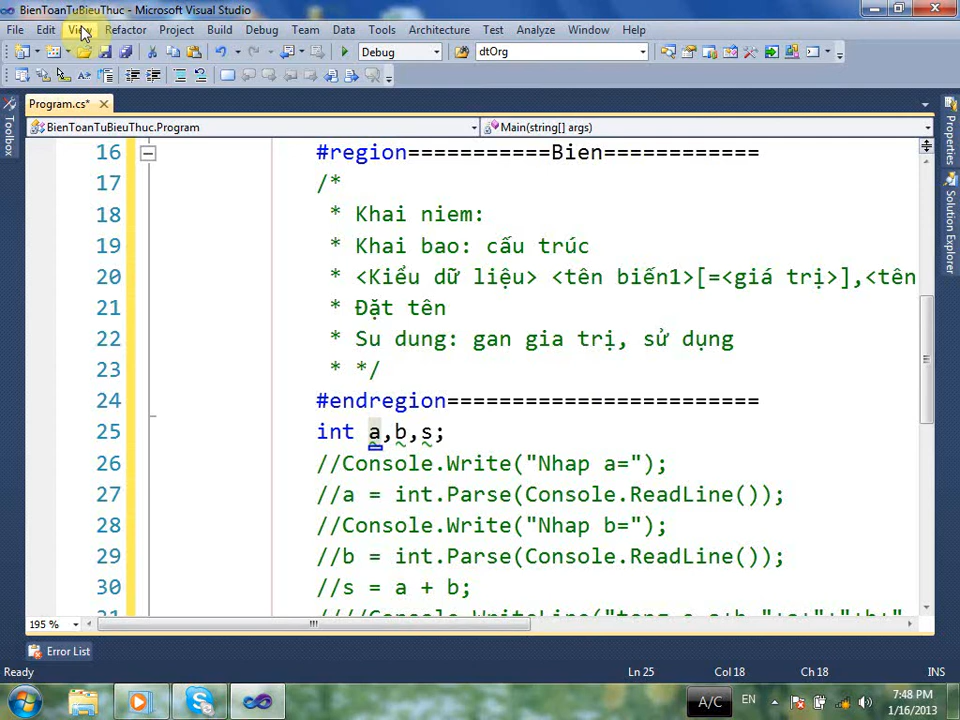 BienToanTuBieuThuc - Microsoft Visual Studio
File Edit View Refactor Project Build Debug Team Data Tools Architecture Test Analyze Window Help
Debug dtOrg
Program.cs*
BienToanTuBieuThuc.Program Main(string[] args)
Toolbox
Properties
Solution Explorer
16 #region===========Bien============
17 /*
18 * Khai niem:
19 * Khai bao: cấu trúc
20 * <Kiểu dữ liệu> <tên biến1>[=<giá trị>],<tên
21 * Đặt tên
22 * Su dung: gan gia trị, sử dụng
23 * */
24 #endregion========================
25 int a,b,s;
26 //Console.Write("Nhap a=");
27 //a = int.Parse(Console.ReadLine());
28 //Console.Write("Nhap b=");
29 //b = int.Parse(Console.ReadLine());
30 //s = a + b;
195 %
Error List
Ready Ln 25 Col 18 Ch 18 INS
A/C EN 7:48 PM
1/16/2013